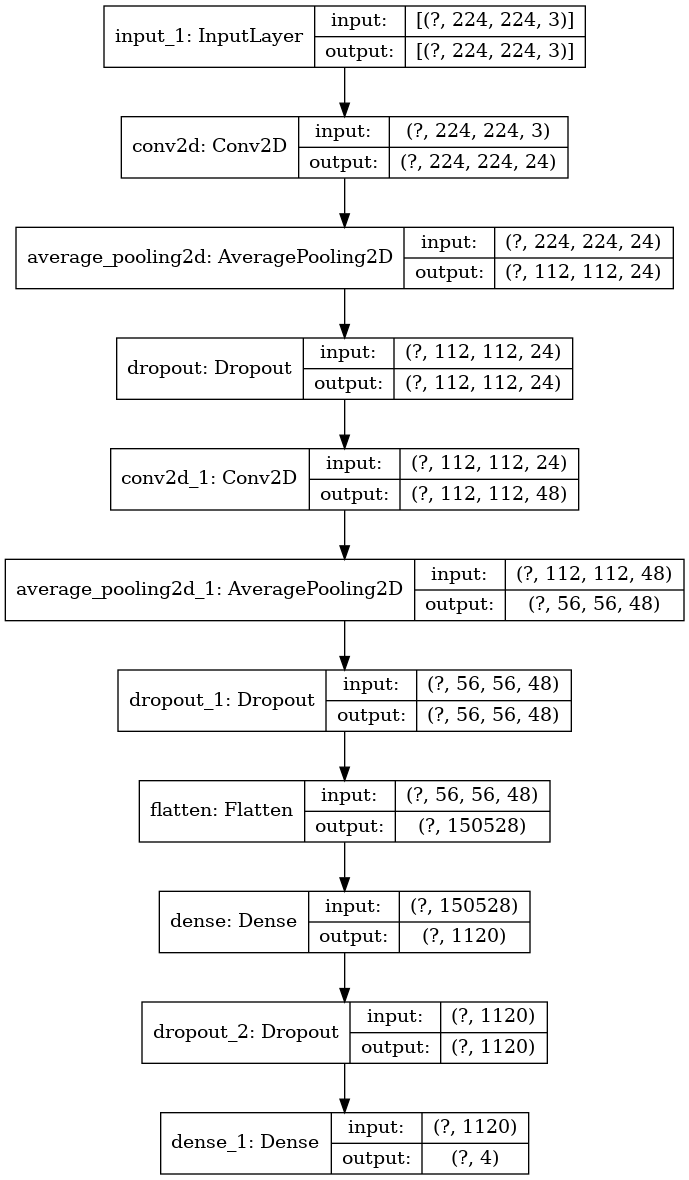 input_1: InputLayer
input: [(?, 224, 224, 3)]
output: [(?, 224, 224, 3)]
conv2d: Conv2D
input: (?, 224, 224, 3)
output: (?, 224, 224, 24)
average_pooling2d: AveragePooling2D
input: (?, 224, 224, 24)
output: (?, 112, 112, 24)
dropout: Dropout
input: (?, 112, 112, 24)
output: (?, 112, 112, 24)
conv2d_1: Conv2D
input: (?, 112, 112, 24)
output: (?, 112, 112, 48)
average_pooling2d_1: AveragePooling2D
input: (?, 112, 112, 48)
output: (?, 56, 56, 48)
dropout_1: Dropout
input: (?, 56, 56, 48)
output: (?, 56, 56, 48)
flatten: Flatten
input: (?, 56, 56, 48)
output: (?, 150528)
dense: Dense
input: (?, 150528)
output: (?, 1120)
dropout_2: Dropout
input: (?, 1120)
output: (?, 1120)
dense_1: Dense
input: (?, 1120)
output: (?, 4)